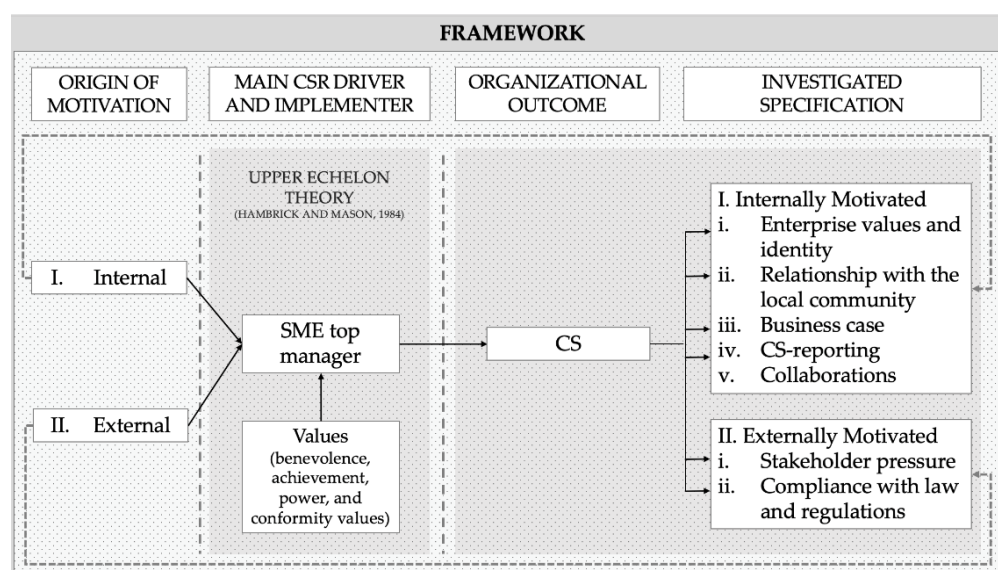 FRAMEWORK
ORIGIN OF
MOTIVATION
MAIN CSR DRIVER
AND IMPLEMENTER
ORGANIZATIONAL
OUTCOME
INVESTIGATED
SPECIFICATION
UPPER ECHELON
THEORY
(HAMBRICK AND MASON, 1984)
I. Internal
II. External
SME top
manager
Values
(benevolence,
achievement,
power, and
conformity values)
CS
I. Internally Motivated
i. Enterprise values and
identity
ii. Relationship with the
local community
iii. Business case
iv. CS-reporting
v. Collaborations
II. Externally Motivated
i. Stakeholder pressure
ii. Compliance with law
and regulations